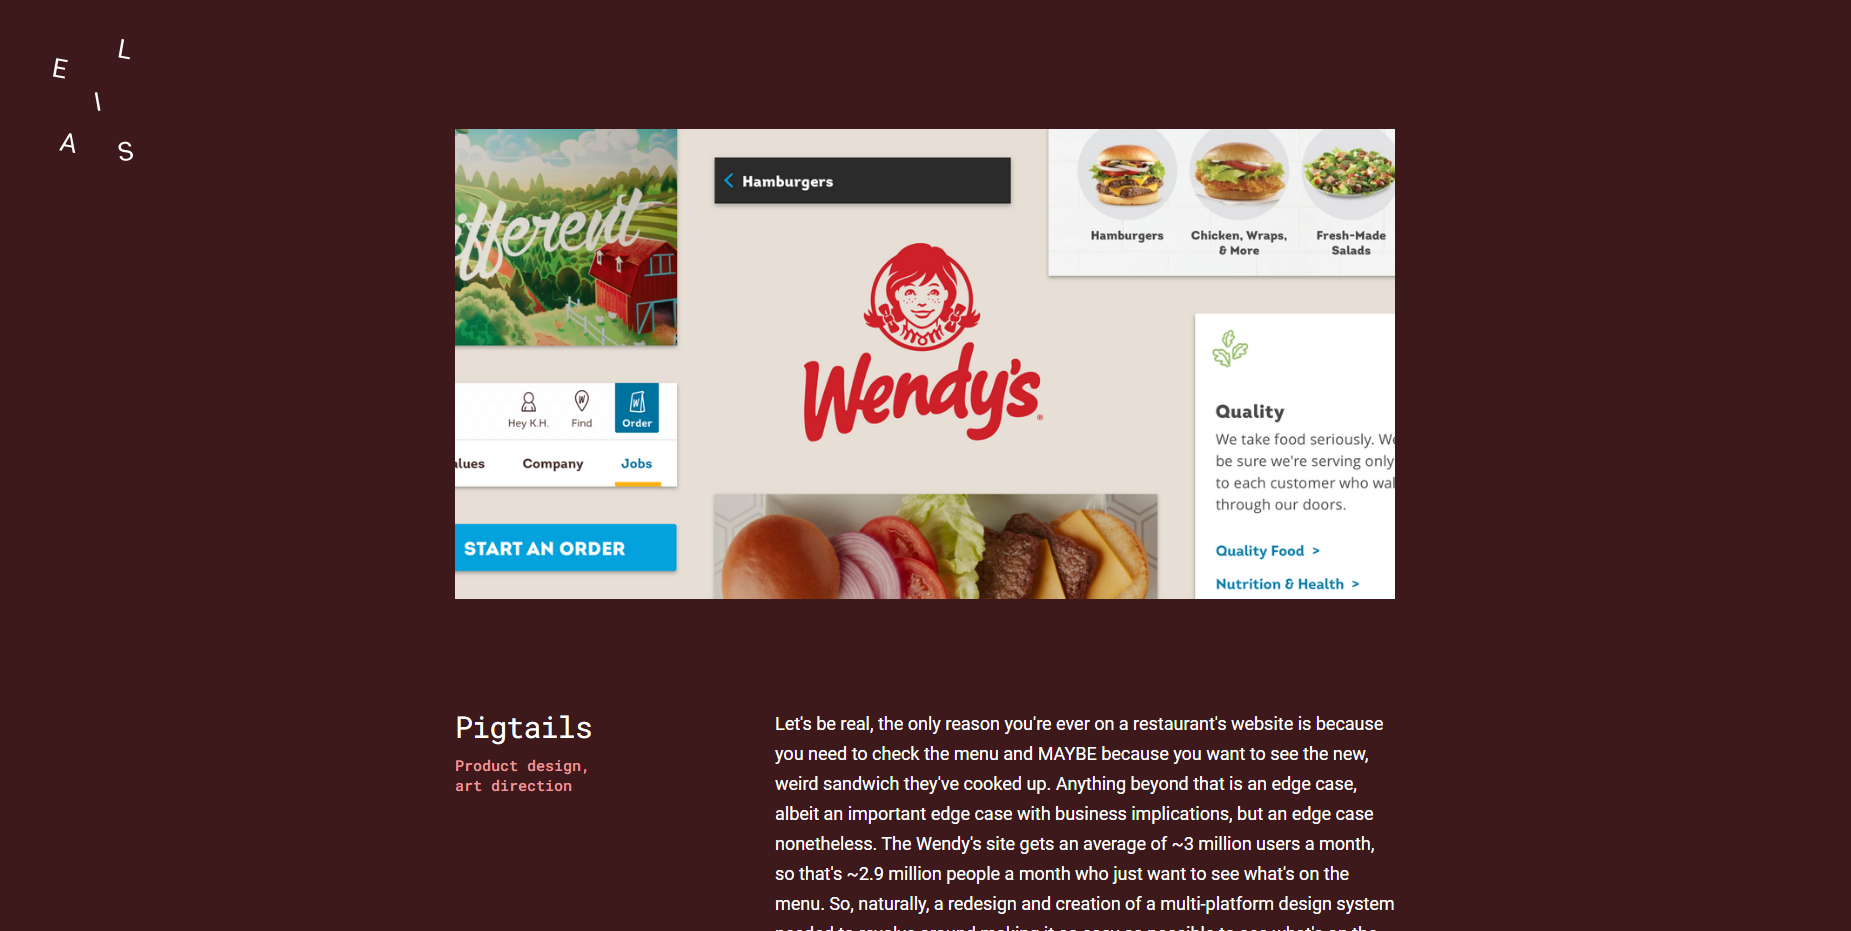 E L
I
A S
ifferent
Hamburgers
Hamburgers
Chicken, Wraps,
& More
Fresh-Made
Salads
Wendy's®
Hey K.H.
Find
Order
Company
Jobs
START AN ORDER
Quality
We take food seriously. We
be sure we're serving only
to each customer who wal
through our doors.
Quality Food >
Nutrition & Health >
Pigtails
Product design,
art direction
Let's be real, the only reason you're ever on a restaurant's website is because
you need to check the menu and MAYBE because you want to see the new,
weird sandwich they've cooked up. Anything beyond that is an edge case,
albeit an important edge case with business implications, but an edge case
nonetheless. The Wendy's site gets an average of ~3 million users a month,
so that's ~2.9 million people a month who just want to see what's on the
menu. So, naturally, a redesign and creation of a multi-platform design system